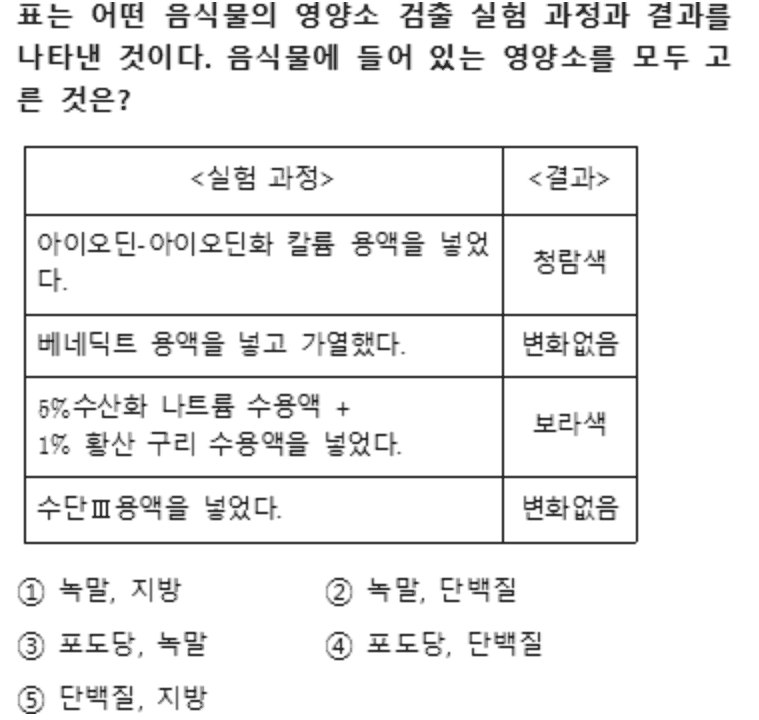 표는 어떤 음식물의 영양소 검출 실험 과정과 결과를
나타낸 것이다. 음식물에 들어 있는 영양소를 모두 고
른 것은?
<실험 과정> <결과>
아이오딘-아이오딘화 칼륨 용액을 넣었
다.
청람색
베네딕트 용액을 넣고 가열했다. 변화없음
5%수산화 나트륨 수용액 +
1% 황산 구리 수용액을 넣었다.
보라색
수단Ⅲ용액을 넣었다. 변화없음
① 녹말, 지방 ② 녹말, 단백질
③ 포도당, 녹말 ④ 포도당, 단백질
⑤ 단백질, 지방